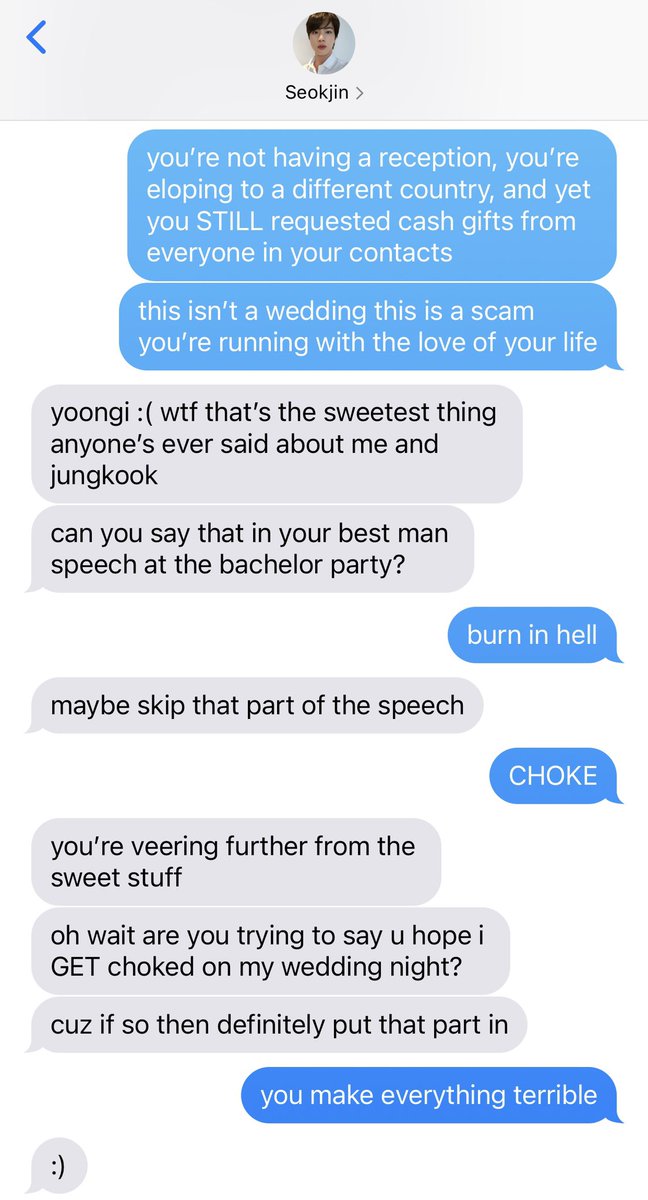 Seokjin
you’re not having a reception, you’re
eloping to a different country, and yet
you STILL requested cash gifts from
everyone in your contacts
this isn’t a wedding this is a scam
you’re running with the love of your life
yoongi :( wtf that’s the sweetest thing
anyone’s ever said about me and
jungkook
can you say that in your best man
speech at the bachelor party?
burn in hell
maybe skip that part of the speech
CHOKE
you’re veering further from the
sweet stuff
oh wait are you trying to say u hope i
GET choked on my wedding night?
cuz if so then definitely put that part in
you make everything terrible
:)